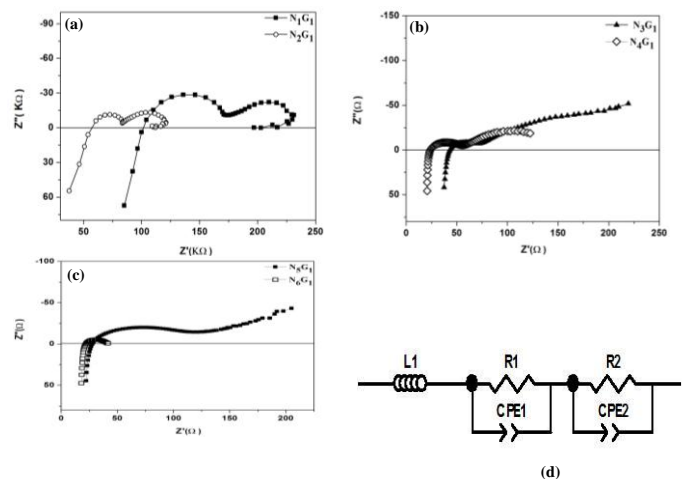 (a)
N₁G₁
N₂G₁
-90
-60
-30
0
30
60
Z''( KΩ)
50
100
150
200
250
Z'(KΩ)
(b)
N₃G₁
N₄G₁
-150
-100
-50
0
50
Z''(Ω)
0
50
100
150
200
250
Z'(Ω)
(c)
N₅G₁
N₆G₁
-100
-50
0
50
Z''(Ω)
0
50
100
150
200
Z'(Ω)
L1
R1
R2
CPE1
CPE2
(d)